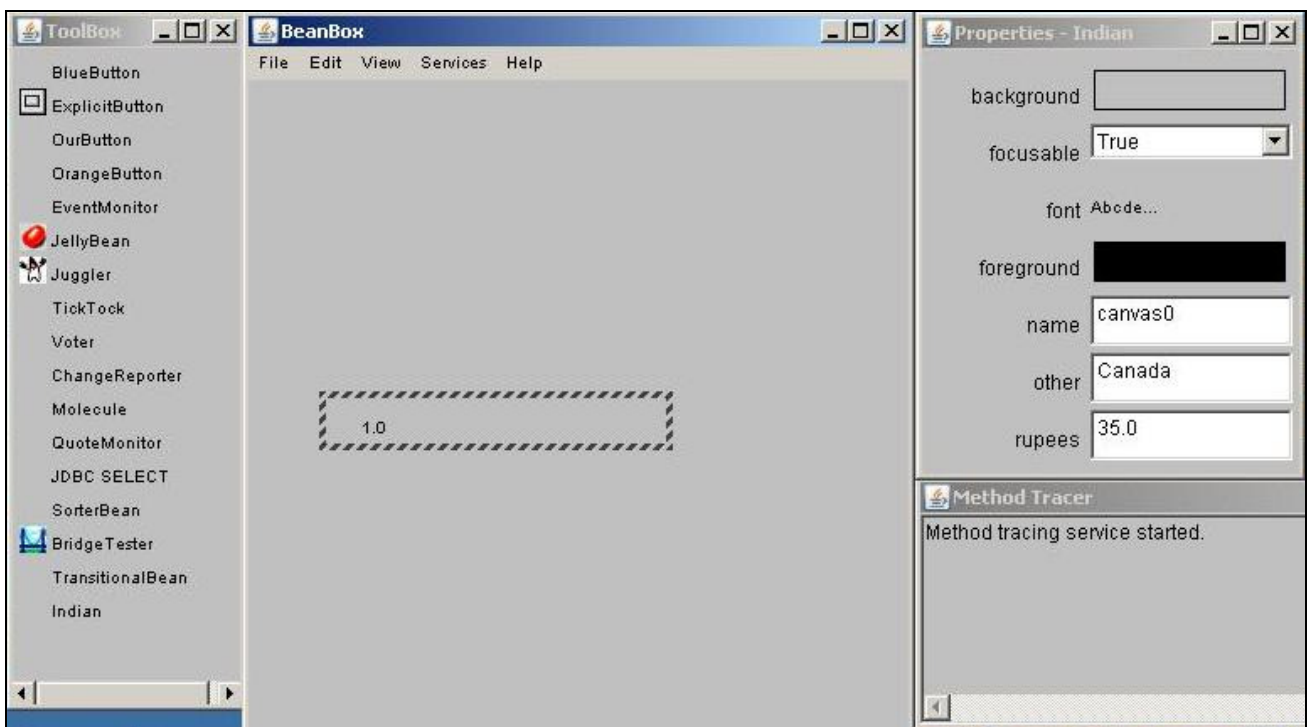 ToolBox
BlueButton
ExplicitButton
OurButton
OrangeButton
EventMonitor
JellyBean
Juggler
TickTock
Voter
ChangeReporter
Molecule
QuoteMonitor
JDBC SELECT
SorterBean
BridgeTester
TransitionalBean
Indian
BeanBox
File Edit View Services Help
1.0
Properties - Indian
background
focusable True
font Abcde...
foreground
name canvas0
other Canada
rupees 35.0
Method Tracer
Method tracing service started.